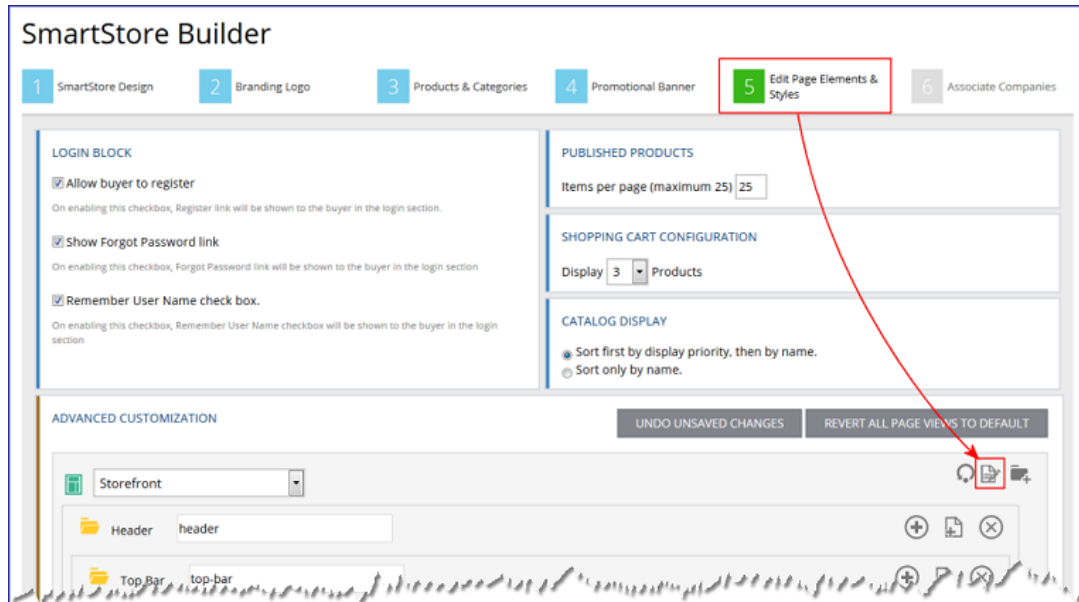 SmartStore Builder
1 SmartStore Design
2 Branding Logo
3 Products & Categories
4 Promotional Banner
5 Edit Page Elements &
Styles
6 Associate Companies
LOGIN BLOCK
Allow buyer to register
On enabling this checkbox, Register link will be shown to the buyer in the login section.
Show Forgot Password link
On enabling this checkbox, Forgot Password link will be shown to the buyer in the login section
Remember User Name check box.
On enabling this checkbox, Remember User Name checkbox will be shown to the buyer in the login
section
PUBLISHED PRODUCTS
Items per page (maximum 25) 25
SHOPPING CART CONFIGURATION
Display 3 Products
CATALOG DISPLAY
Sort first by display priority, then by name.
Sort only by name.
ADVANCED CUSTOMIZATION
UNDO UNSAVED CHANGES
REVERT ALL PAGE VIEWS TO DEFAULT
Storefront
Header header
Top Bar top-bar